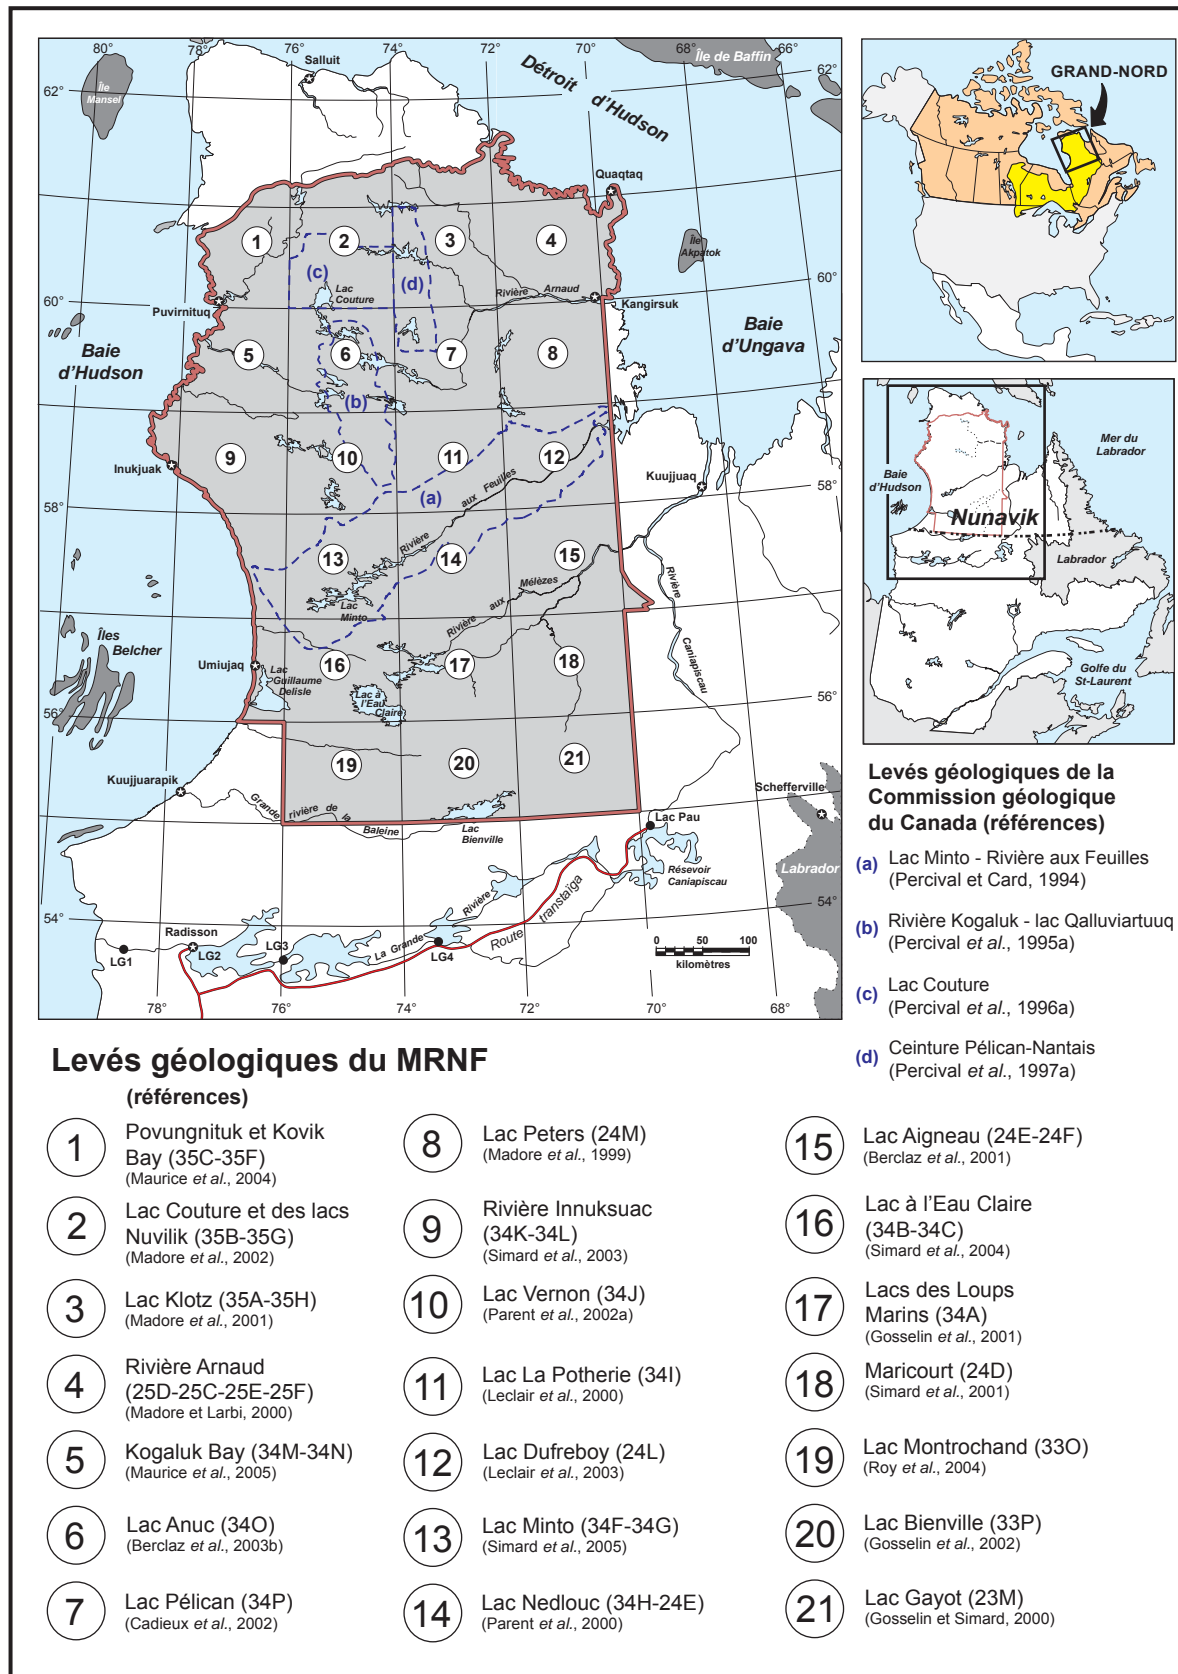 80°
78°
76°
74°
72°
70°
68°
66°
Salluit
Île
Mansel
Île de Baffin
Détroit d'Hudson
62°
62°
Quaqtaq
1
2
3
4
Île
Akpatok
(c)
(d)
Lac
Couture
Rivière Arnaud
60°
60°
Puvirnituq
Kangirsuk
Baie
d'Hudson
Baie
d'Ungava
5
6
7
8
(b)
9
10
11
12
Inukjuak
Kuujjuaq
(a)
Rivière aux Feuilles
58°
58°
13
14
15
Lac
Minto
Rivière aux Mélèzes
Rivière Caniapiscau
Îles
Belcher
Umiujaq
Lac
Guillaume
Delisle
16
17
18
Lac à
l'Eau
Claire
56°
56°
19
20
21
Kuujjuarapik
Grande rivière de la Baleine
Lac
Bienville
Schefferville
Lac Pau
Résevoir
Caniapiscau
Labrador
54°
54°
Radisson
LG1
LG2
LG3
LG4
La Grande Rivière
Route transtaïga
0 50 100
kilomètres
78°
76°
74°
72°
70°
68°
GRAND-NORD
Mer du
Labrador
Baie
d'Hudson
Nunavik
Labrador
Golfe du
St-Laurent
Levés géologiques de la
Commission géologique
du Canada (références)
(a) Lac Minto - Rivière aux Feuilles
(Percival et Card, 1994)
(b) Rivière Kogaluk - lac Qalluviartuuq
(Percival et al., 1995a)
(c) Lac Couture
(Percival et al., 1996a)
(d) Ceinture Pélican-Nantais
(Percival et al., 1997a)
Levés géologiques du MRNF
(références)
1 Povungnituk et Kovik
Bay (35C-35F)
(Maurice et al., 2004)
2 Lac Couture et des lacs
Nuvilik (35B-35G)
(Madore et al., 2002)
3 Lac Klotz (35A-35H)
(Madore et al., 2001)
4 Rivière Arnaud
(25D-25C-25E-25F)
(Madore et Larbi, 2000)
5 Kogaluk Bay (34M-34N)
(Maurice et al., 2005)
6 Lac Anuc (34O)
(Berclaz et al., 2003b)
7 Lac Pélican (34P)
(Cadieux et al., 2002)
8 Lac Peters (24M)
(Madore et al., 1999)
9 Rivière Innuksuac
(34K-34L)
(Simard et al., 2003)
10 Lac Vernon (34J)
(Parent et al., 2002a)
11 Lac La Potherie (34I)
(Leclair et al., 2000)
12 Lac Dufreboy (24L)
(Leclair et al., 2003)
13 Lac Minto (34F-34G)
(Simard et al., 2005)
14 Lac Nedlouc (34H-24E)
(Parent et al., 2000)
15 Lac Aigneau (24E-24F)
(Berclaz et al., 2001)
16 Lac à l'Eau Claire
(34B-34C)
(Simard et al., 2004)
17 Lacs des Loups
Marins (34A)
(Gosselin et al., 2001)
18 Maricourt (24D)
(Simard et al., 2001)
19 Lac Montrochand (33O)
(Roy et al., 2004)
20 Lac Bienville (33P)
(Gosselin et al., 2002)
21 Lac Gayot (23M)
(Gosselin et Simard, 2000)